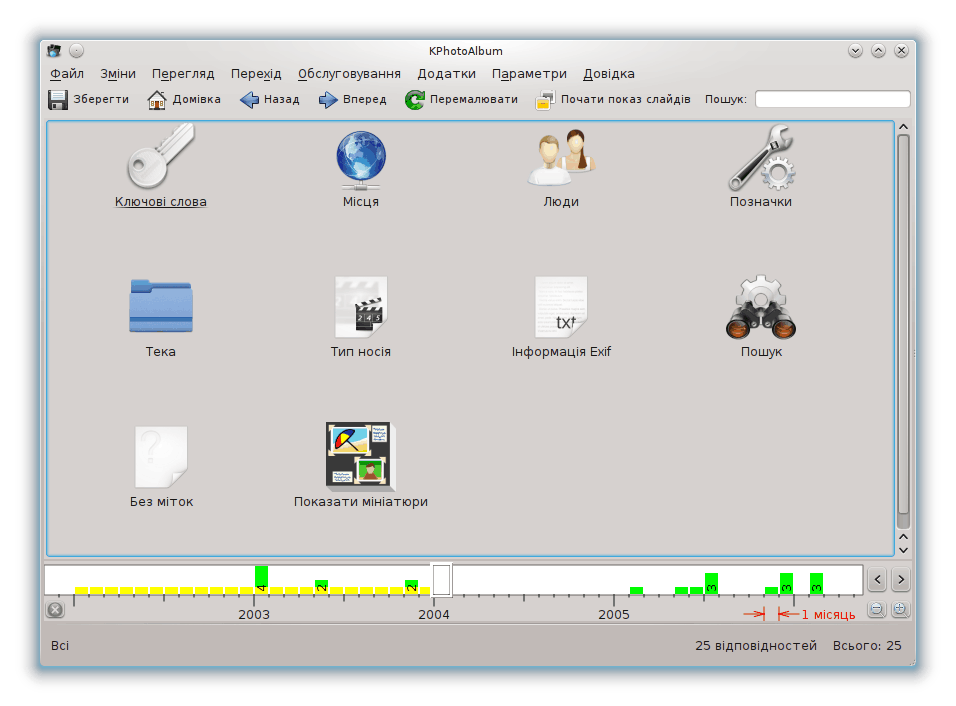 KPhotoAlbum
Файл Зміни Перегляд Перехід Обслуговування Додатки Параметри Довідка
Зберегти Домівка Назад Вперед Перемалювати Почати показ слайдів Пошук:
Ключові слова Місця Люди Позначки
txt
Тека Тип носія Інформація Exif Пошук
Без міток Показати мініатюри
4 2 2 3 3 3
2003 2004 2005 1 місяць
Всі 25 відповідностей Всього: 25